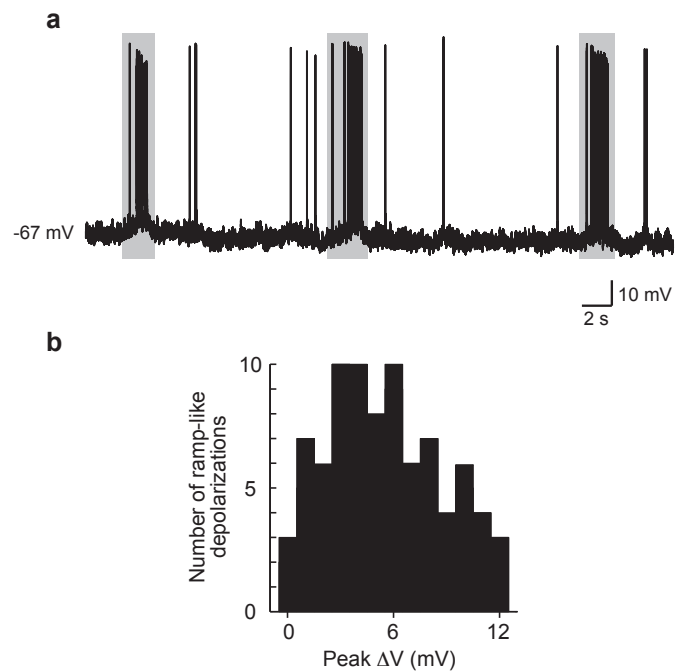 a
-67 mV
10 mV
2 s
b
Number of ramp-like
depolarizations
10
5
0
0 6 12
Peak ΔV (mV)